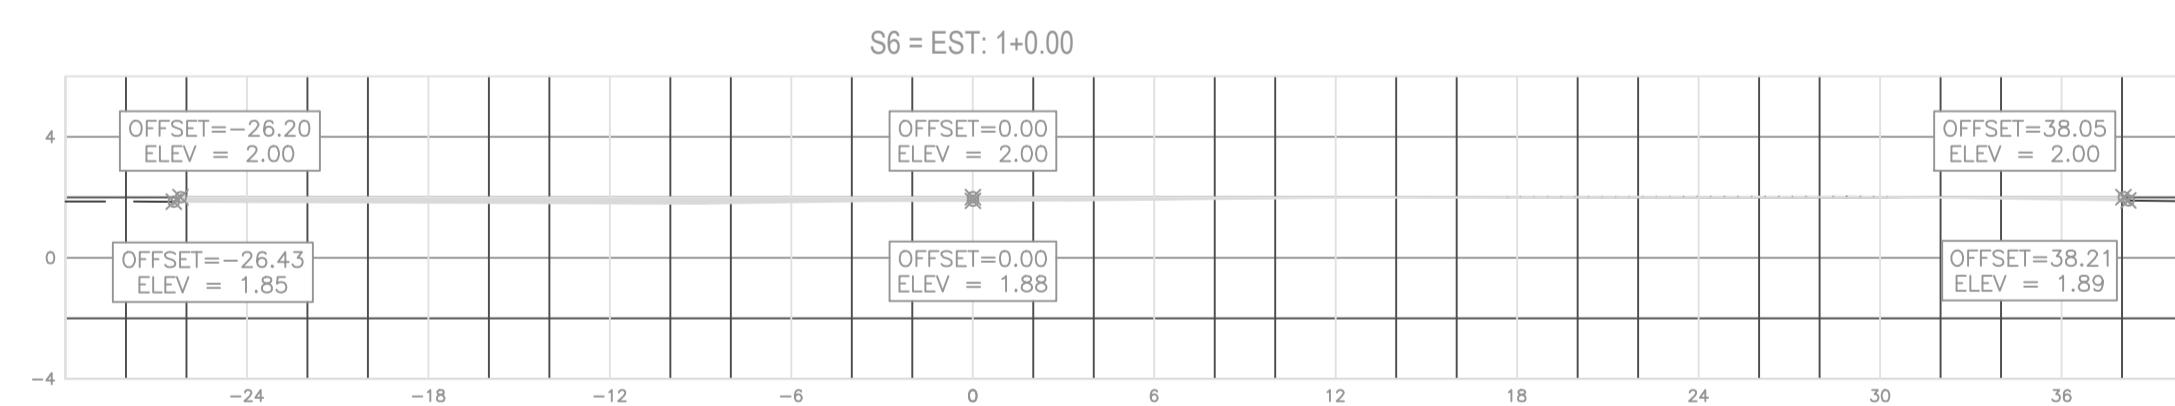 S6 = EST: 1+0.00
OFFSET=-26.20
ELEV = 2.00
OFFSET=0.00
ELEV = 2.00
OFFSET=38.05
ELEV = 2.00
4
OFFSET=-26.43
ELEV = 1.85
OFFSET=0.00
ELEV = 1.88
OFFSET=38.21
ELEV = 1.89
0
-4
-24 -18 -12 -6 0 6 12 18 24 30 36